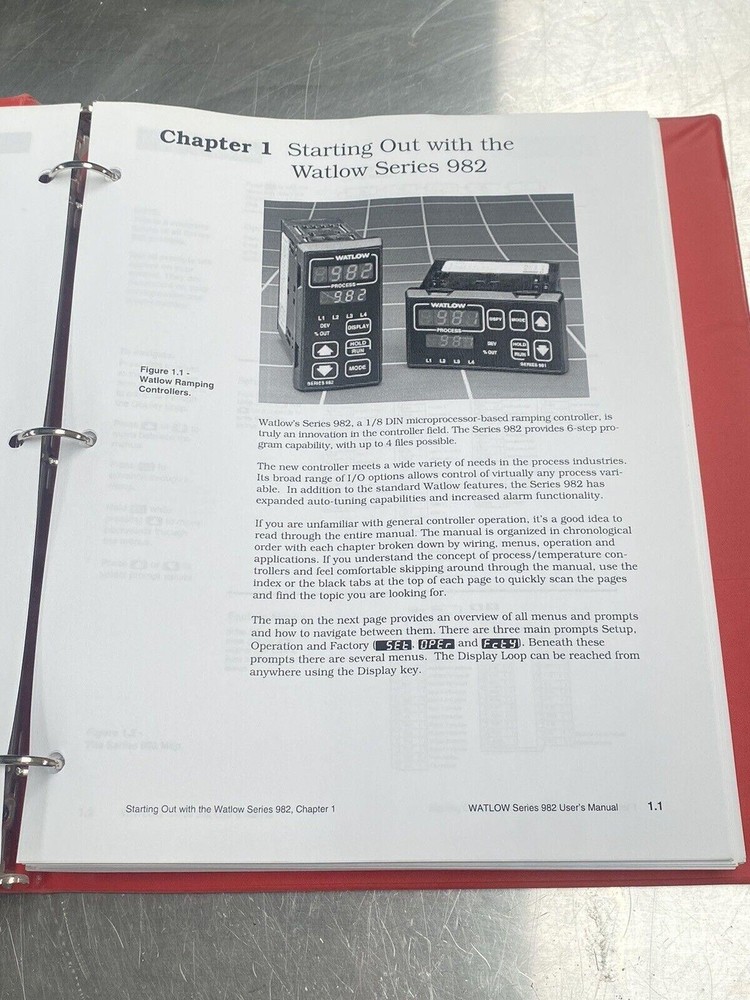 Chapter 1 Starting Out with the
Watlow Series 982
WATLOW
982
PROCESS
982
L1 L2 L3 L4
DEV
% OUT
DISPLAY
HOLD
RUN
MODE
SERIES 982
WATLOW
981
PROCESS
981
DSPY
MODE
DEV
% OUT
HOLD
RUN
L1 L2 L3 L4
SERIES 981
Figure 1.1 -
Watlow Ramping
Controllers.
Watlow's Series 982, a 1/8 DIN microprocessor-based ramping controller, is
truly an innovation in the controller field. The Series 982 provides 6-step pro-
gram capability, with up to 4 files possible.
The new controller meets a wide variety of needs in the process industries.
Its broad range of I/O options allows control of virtually any process vari-
able. In addition to the standard Watlow features, the Series 982 has
expanded auto-tuning capabilities and increased alarm functionality.
If you are unfamiliar with general controller operation, it's a good idea to
read through the entire manual. The manual is organized in chronological
order with each chapter broken down by wiring, menus, operation and
applications. If you understand the concept of process/temperature con-
trollers and feel comfortable skipping around through the manual, use the
index or the black tabs at the top of each page to quickly scan the pages
and find the topic you are looking for.
The map on the next page provides an overview of all menus and prompts
and how to navigate between them. There are three main prompts Setup,
Operation and Factory ( SEt, OPEr and Fcty). Beneath these
prompts there are several menus. The Display Loop can be reached from
anywhere using the Display key.
Starting Out with the Watlow Series 982, Chapter 1
WATLOW Series 982 User's Manual 1.1